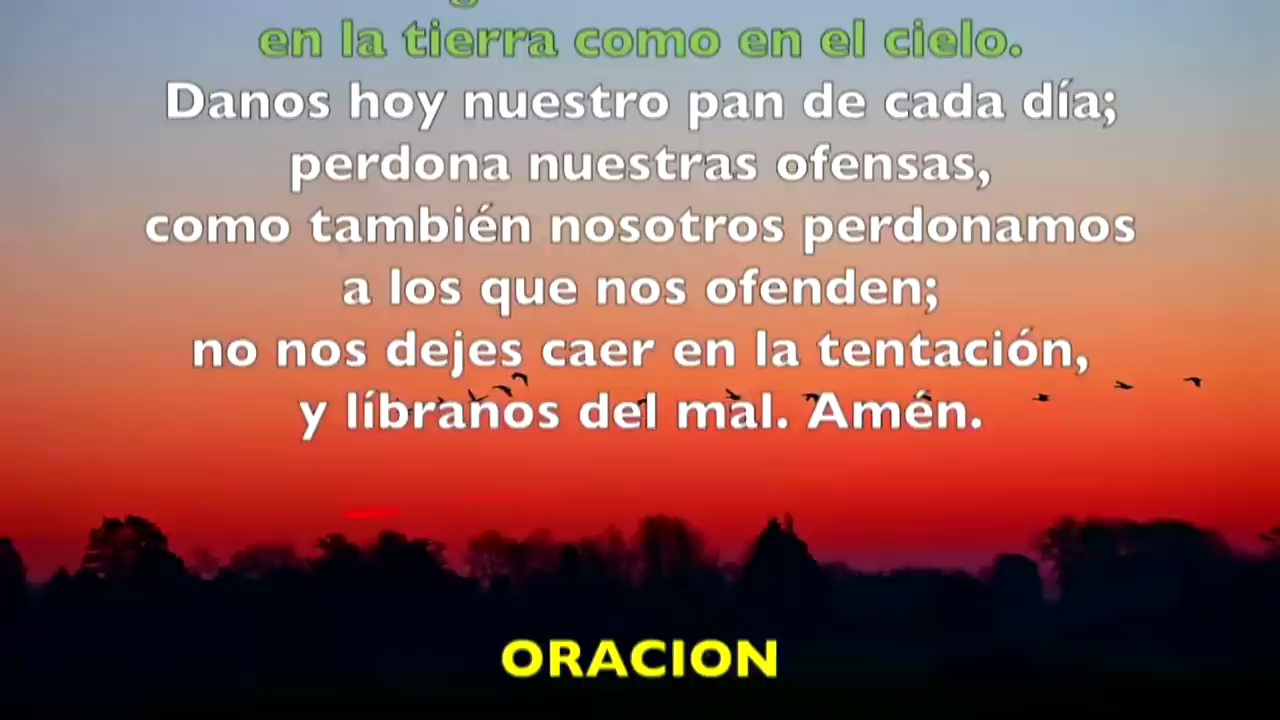 en la tierra como en el cielo.
Danos hoy nuestro pan de cada día;
perdona nuestras ofensas,
como también nosotros perdonamos
a los que nos ofenden;
no nos dejes caer en la tentación,
y líbranos del mal. Amén.
ORACION